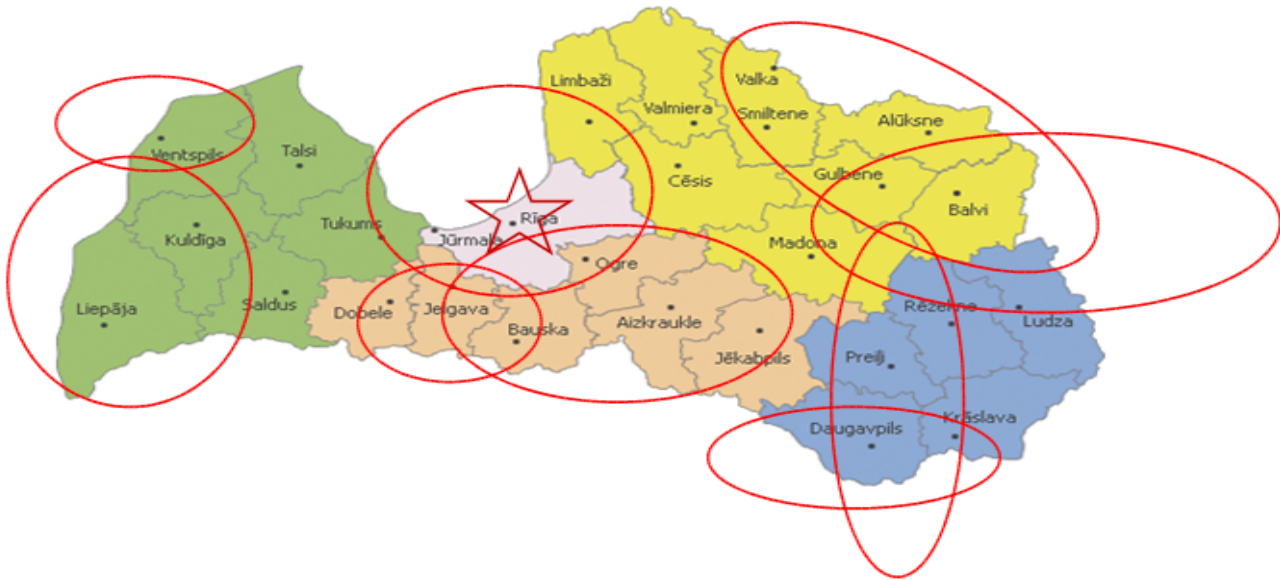 Limbaži
Valka
Valmiera
Smiltene
Alūksne
Ventspils
Talsi
Cēsis
Gulbene
Balvi
Tukums
Rīga
Kuldīga
Jūrmala
Madona
Ogre
Liepāja
Saldus
Dobele
Jelgava
Bauska
Aizkraukle
Rēzekne
Ludza
Jēkabpils
Preiļi
Daugavpils
Krāslava